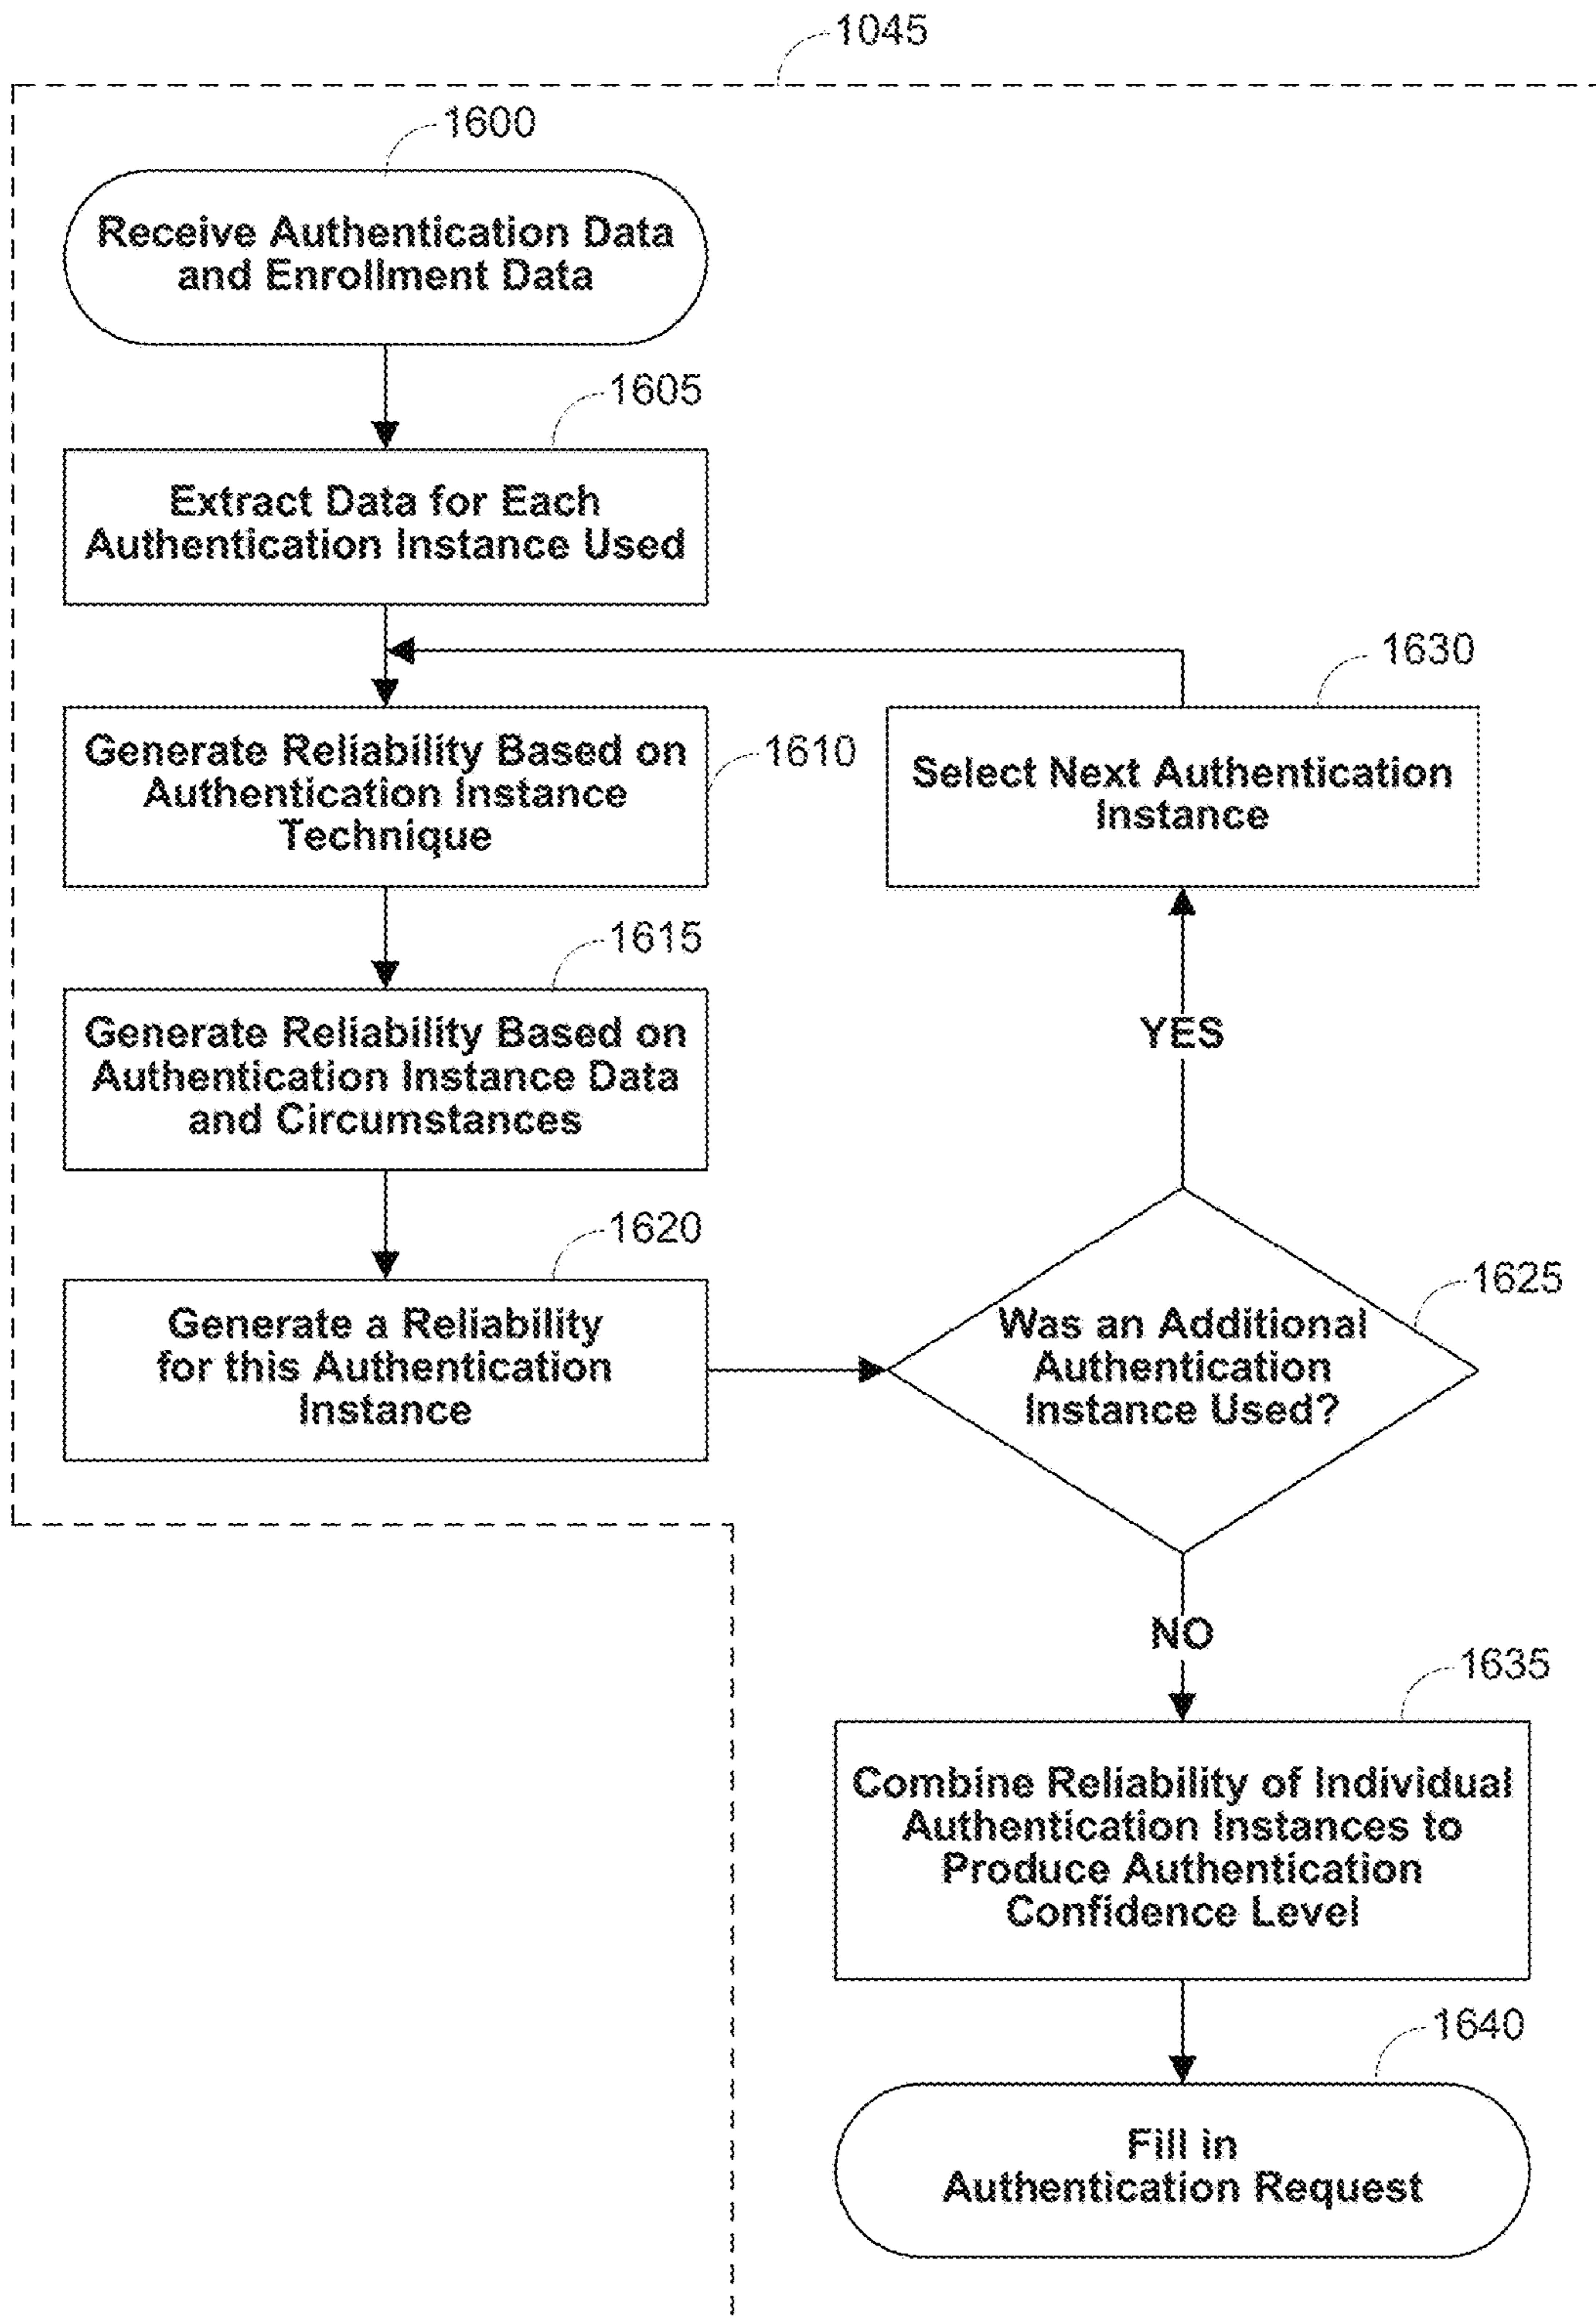 1045
1600
Receive Authentication Data
and Enrollment Data
1605
Extract Data for Each
Authentication Instance Used
1610
Generate Reliability Based on
Authentication Instance
Technique
1615
Generate Reliability Based on
Authentication Instance Data
and Circumstances
1620
Generate a Reliability
for this Authentication
Instance
1625
Was an Additional
Authentication
Instance Used?
YES
1630
Select Next Authentication
Instance
NO
1635
Combine Reliability of Individual
Authentication Instances to
Produce Authentication
Confidence Level
1640
Fill in
Authentication Request